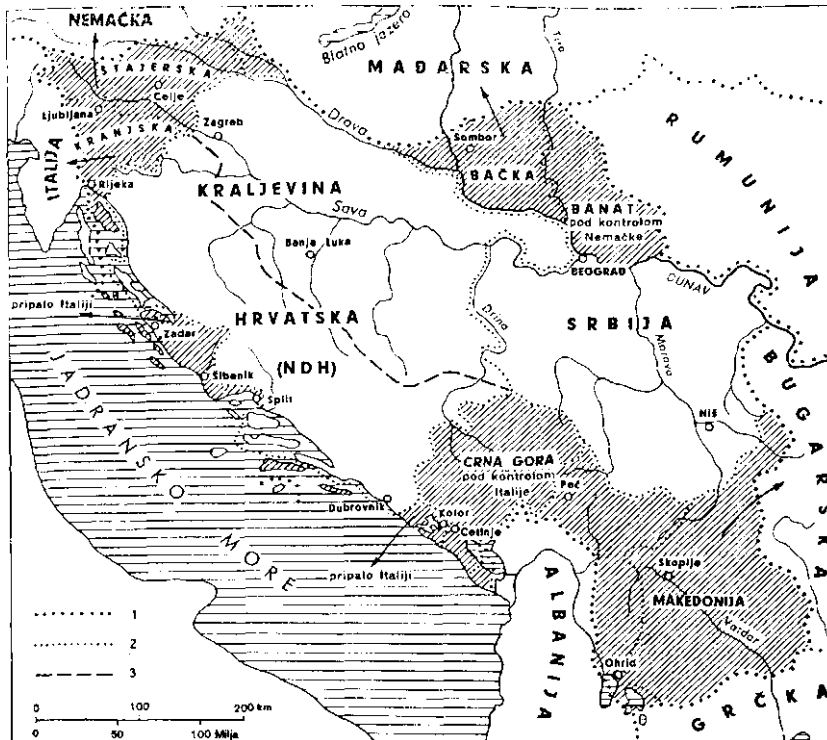 NEMAČKA
Blatno jezero
Tisa
MAĐARSKA
ŠTAJERSKA
Celje
Ljubljana
KRANJSKA
Zagreb
Drava
Sombor
BAČKA
RUMUNIJA
ITALIJA
Rijeka
KRALJEVINA
Sava
BANAT
pod kontrolom
Nemačke
BEOGRAD
DUNAV
Banja Luka
pripalo Italiji
Zadar
HRVATSKA
(NDH)
Drina
SRBIJA
Morava
BUGARSKA
Šibenik
Split
JADRANSKO
MORE
Niš
CRNA GORA
pod kontrolom
Italije
Peć
Dubrovnik
Kotor
Cetinje
pripalo Italiji
Skoplje
MAKEDONIJA
Vardar
ALBANIJA
Ohrid
GRČKA
1
2
3
0 100 200 km
0 50 100 Milja